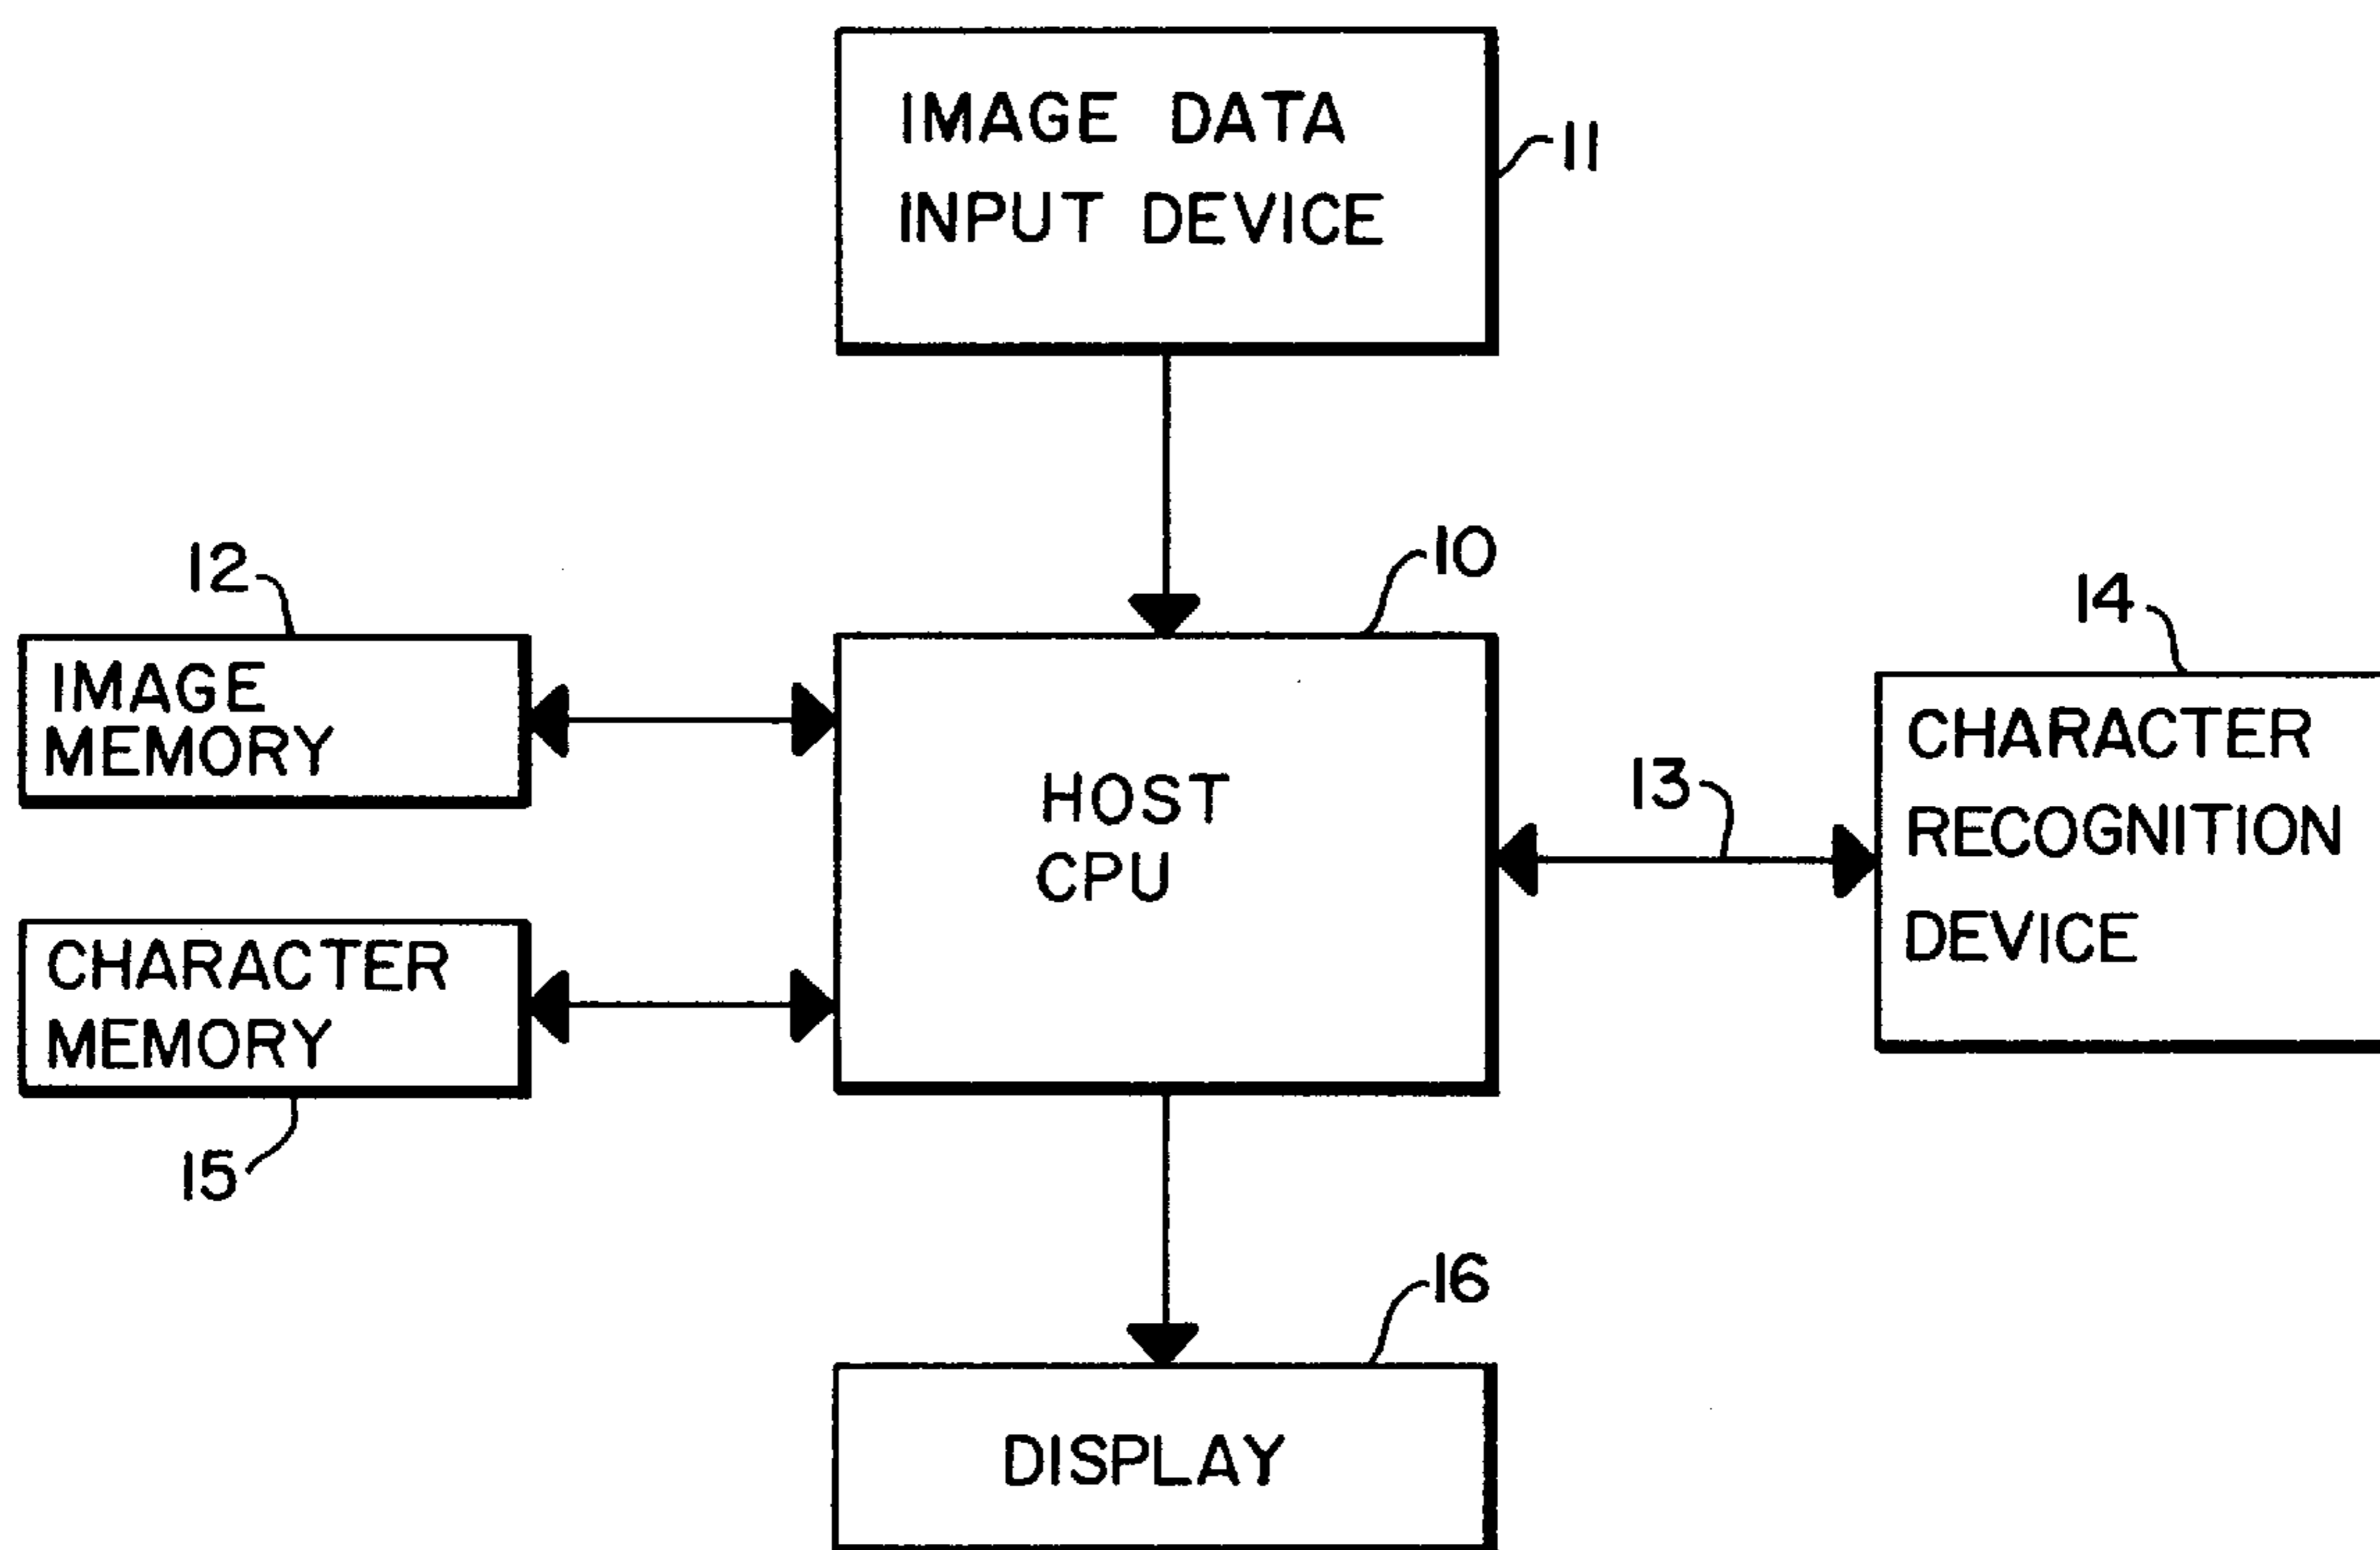 IMAGE DATA
INPUT DEVICE
11
10
12
14
IMAGE
MEMORY
HOST
CPU
13
CHARACTER
RECOGNITION
DEVICE
CHARACTER
MEMORY
15
16
DISPLAY